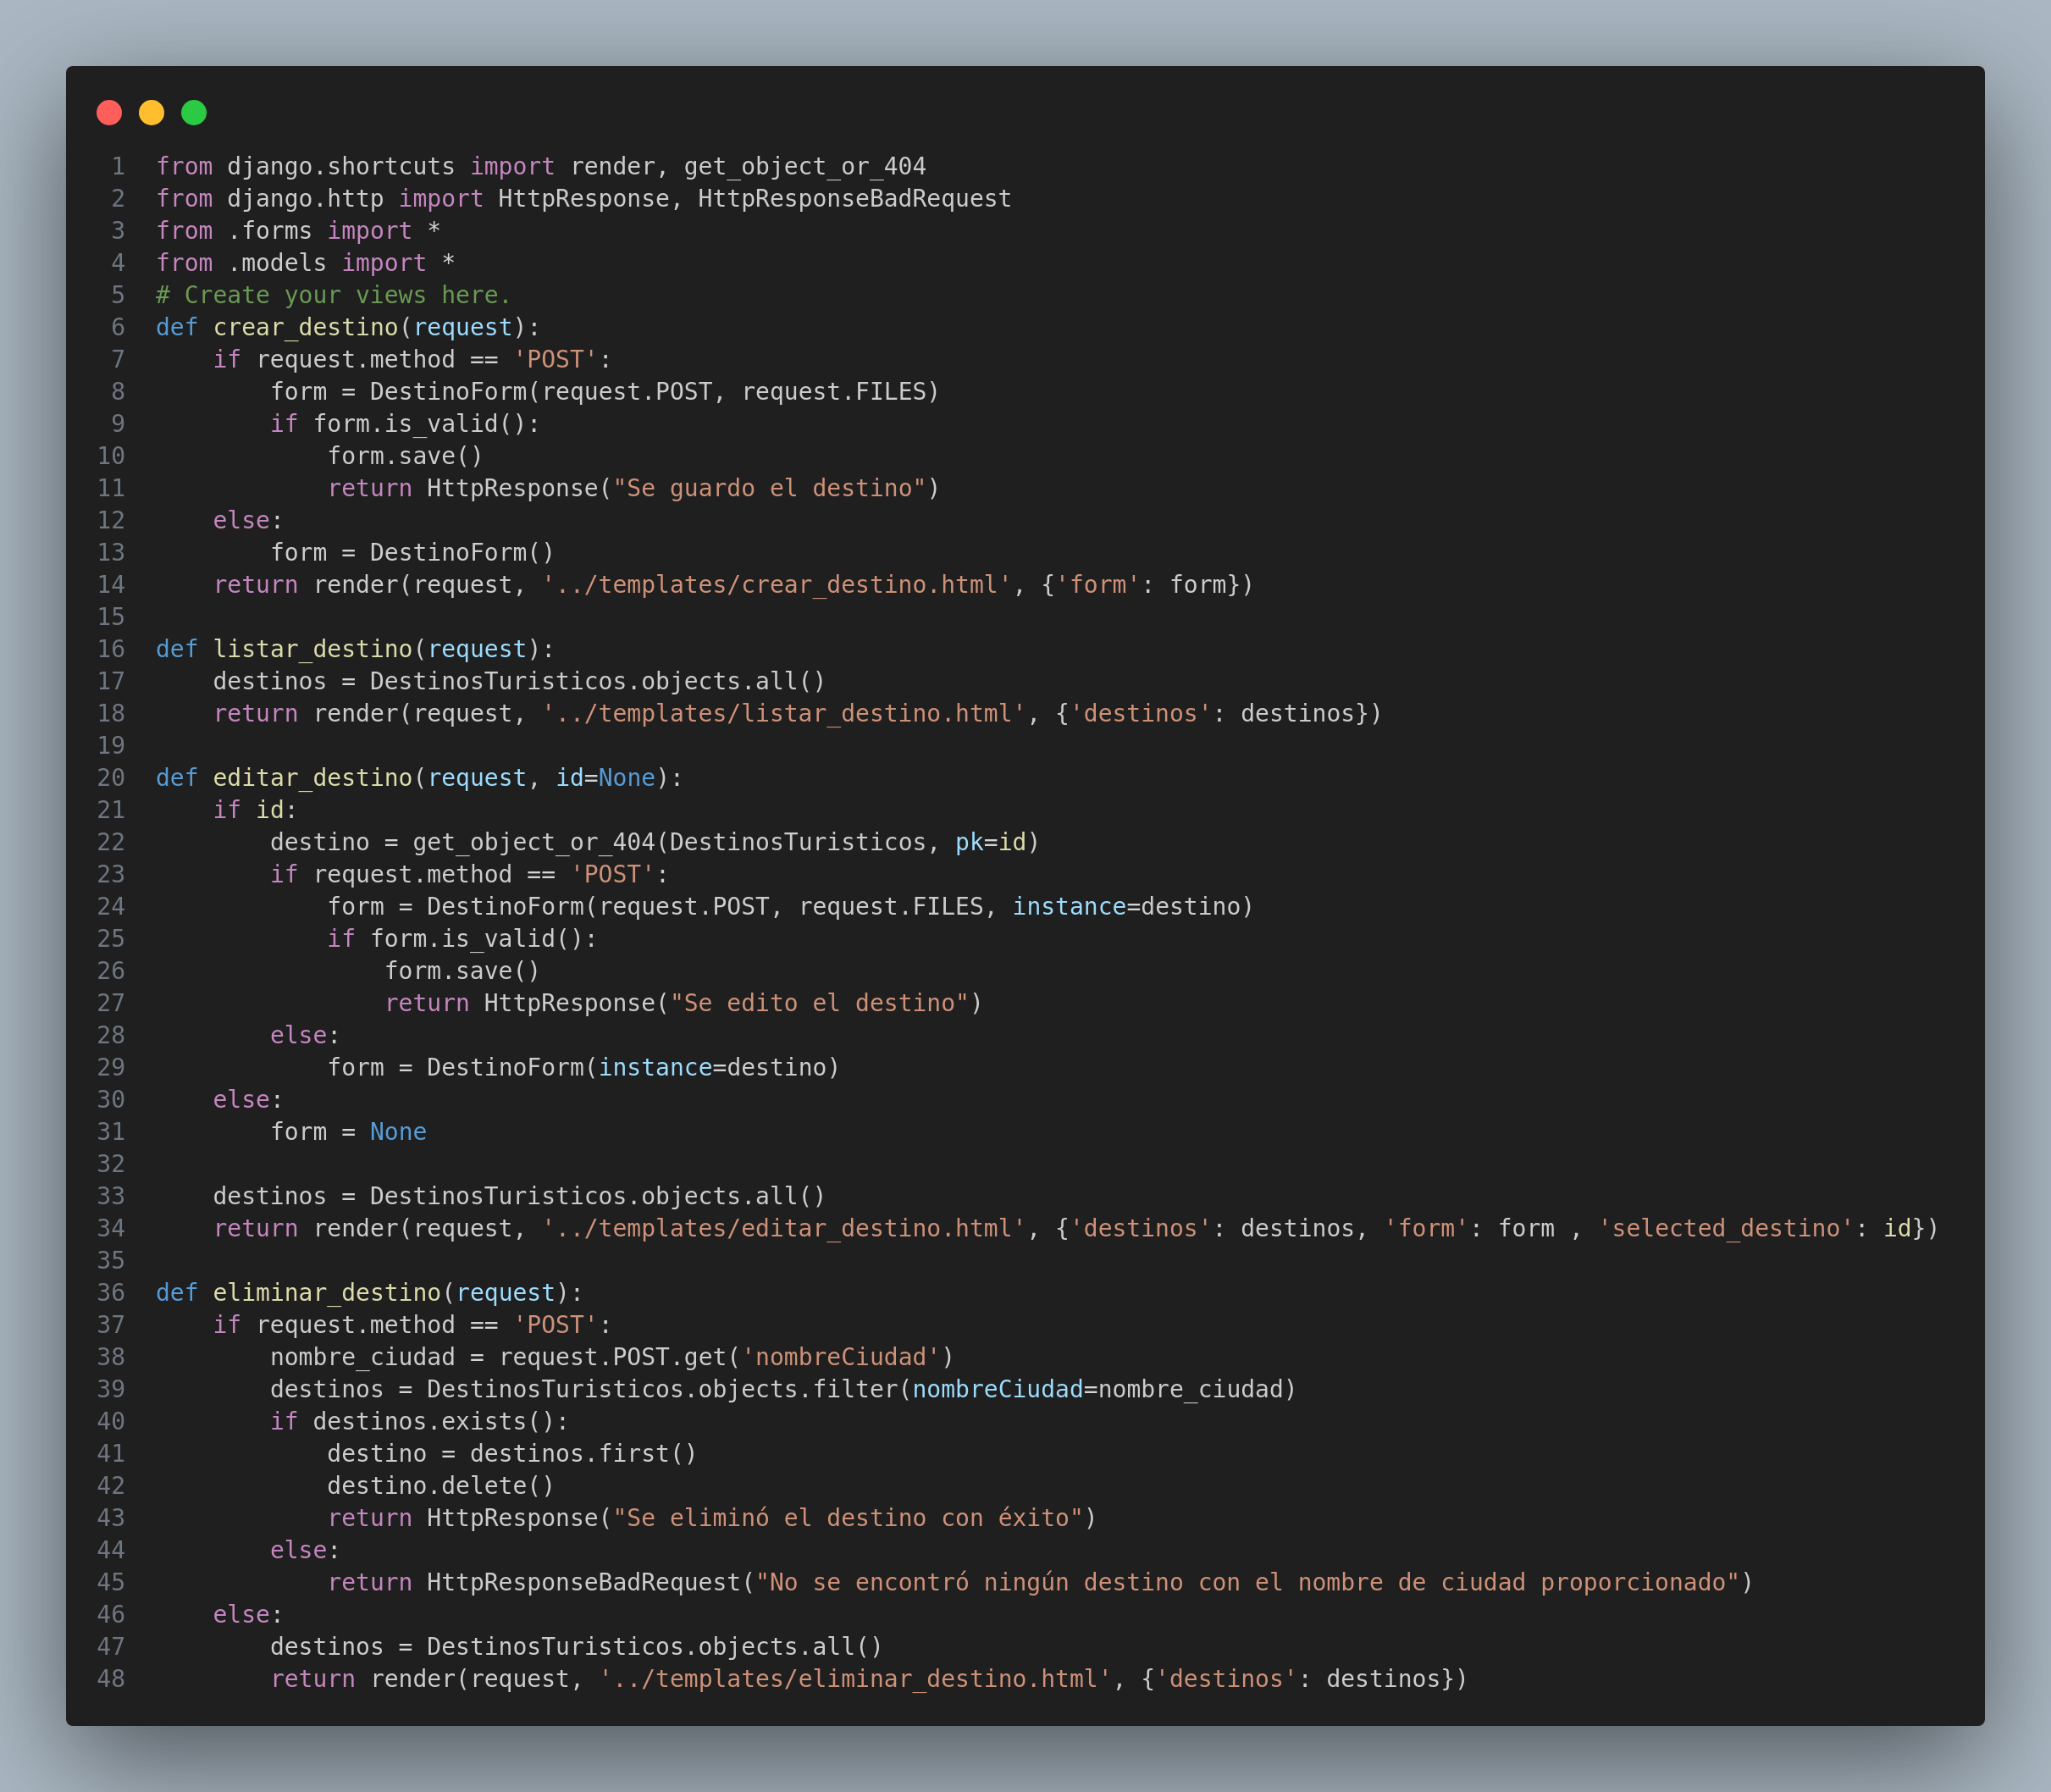 1 from django.shortcuts import render, get_object_or_404
2 from django.http import HttpResponse, HttpResponseBadRequest
3 from .forms import *
4 from .models import *
5 # Create your views here.
6 def crear_destino(request):
7     if request.method == 'POST':
8         form = DestinoForm(request.POST, request.FILES)
9         if form.is_valid():
10             form.save()
11             return HttpResponse("Se guardo el destino")
12     else:
13         form = DestinoForm()
14     return render(request, '../templates/crear_destino.html', {'form': form})
15
16 def listar_destino(request):
17     destinos = DestinosTuristicos.objects.all()
18     return render(request, '../templates/listar_destino.html', {'destinos': destinos})
19
20 def editar_destino(request, id=None):
21     if id:
22         destino = get_object_or_404(DestinosTuristicos, pk=id)
23         if request.method == 'POST':
24             form = DestinoForm(request.POST, request.FILES, instance=destino)
25             if form.is_valid():
26                 form.save()
27                 return HttpResponse("Se edito el destino")
28         else:
29             form = DestinoForm(instance=destino)
30     else:
31         form = None
32
33     destinos = DestinosTuristicos.objects.all()
34     return render(request, '../templates/editar_destino.html', {'destinos': destinos, 'form': form , 'selected_destino': id})
35
36 def eliminar_destino(request):
37     if request.method == 'POST':
38         nombre_ciudad = request.POST.get('nombreCiudad')
39         destinos = DestinosTuristicos.objects.filter(nombreCiudad=nombre_ciudad)
40         if destinos.exists():
41             destino = destinos.first()
42             destino.delete()
43             return HttpResponse("Se eliminó el destino con éxito")
44         else:
45             return HttpResponseBadRequest("No se encontró ningún destino con el nombre de ciudad proporcionado")
46     else:
47         destinos = DestinosTuristicos.objects.all()
48         return render(request, '../templates/eliminar_destino.html', {'destinos': destinos})